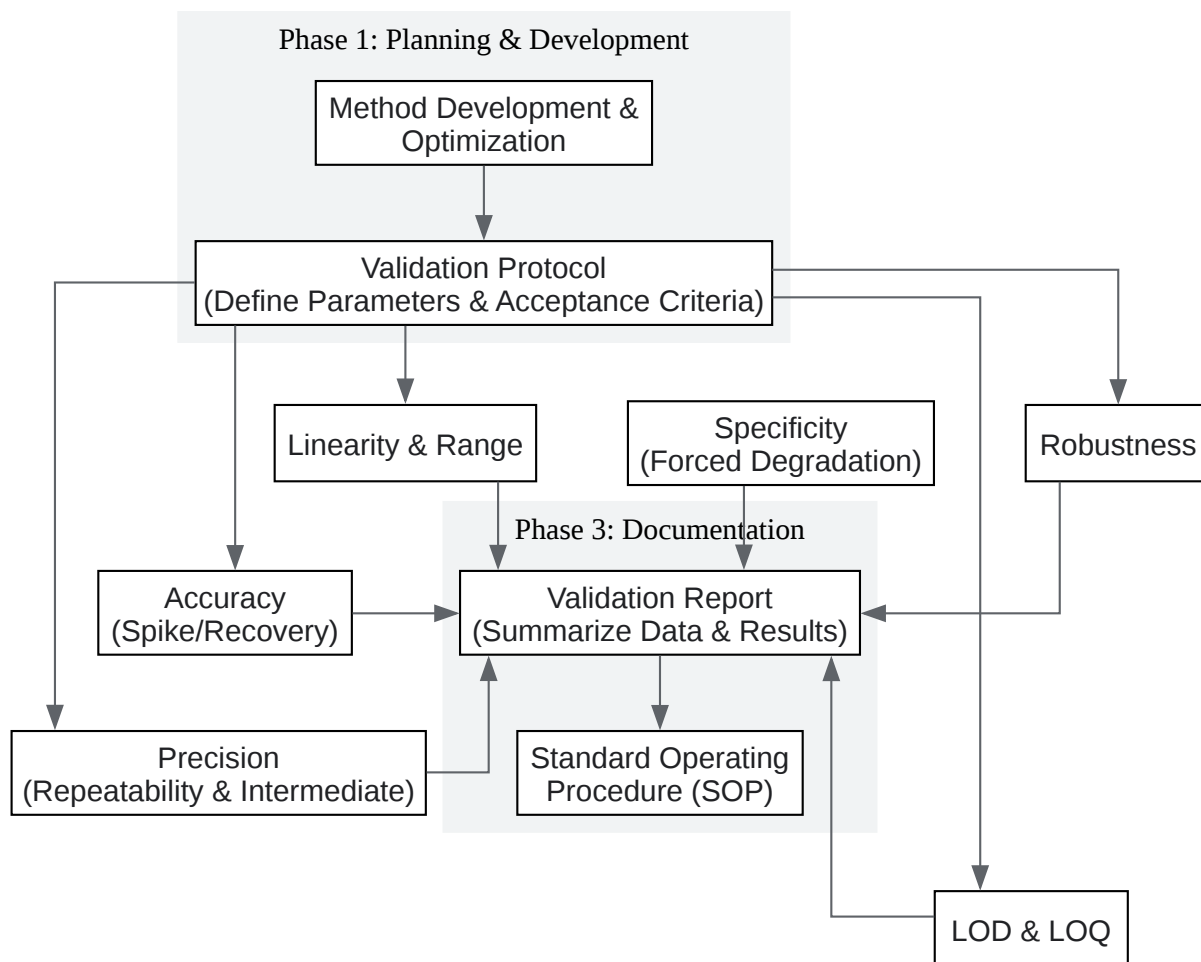 Phase 1: Planning & Development
Method Development &
Optimization
Validation Protocol
(Define Parameters & Acceptance Criteria)
Linearity & Range
Specificity
(Forced Degradation)
Robustness
Phase 3: Documentation
Accuracy
(Spike/Recovery)
Validation Report
(Summarize Data & Results)
Precision
(Repeatability & Intermediate)
Standard Operating
Procedure (SOP)
LOD & LOQ